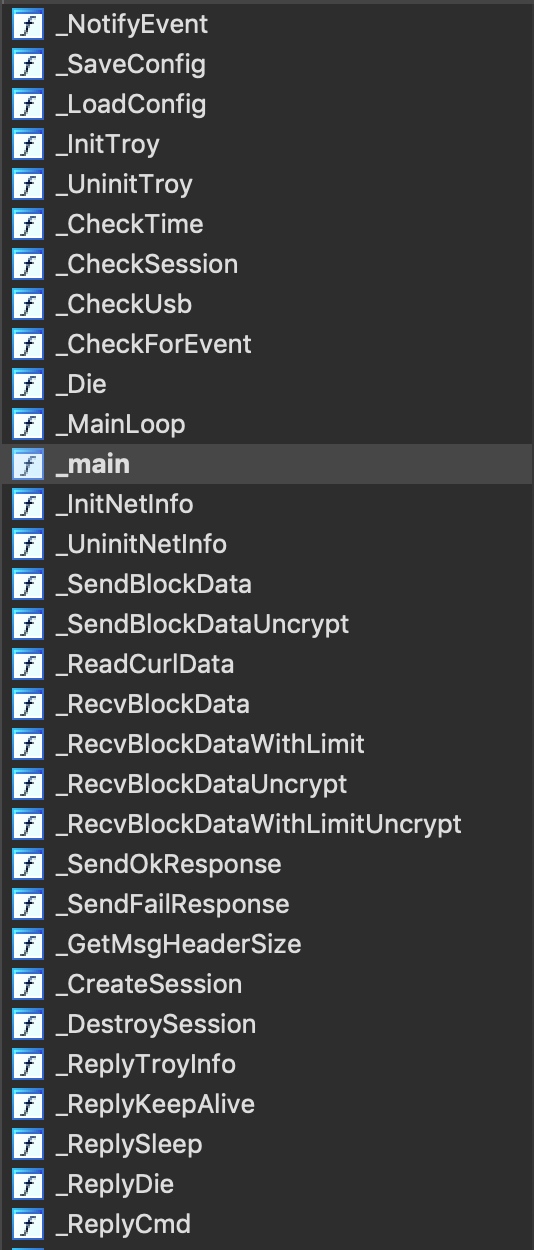 _NotifyEvent
_SaveConfig
_LoadConfig
_InitTroy
_UninitTroy
_CheckTime
_CheckSession
_CheckUsb
_CheckForEvent
_Die
_MainLoop
_main
_InitNetInfo
_UninitNetInfo
_SendBlockData
_SendBlockDataUncrypt
_ReadCurlData
_RecvBlockData
_RecvBlockDataWithLimit
_RecvBlockDataUncrypt
_RecvBlockDataWithLimitUncrypt
_SendOkResponse
_SendFailResponse
_GetMsgHeaderSize
_CreateSession
_DestroySession
_ReplyTroyInfo
_ReplyKeepAlive
_ReplySleep
_ReplyDie
_ReplyCmd